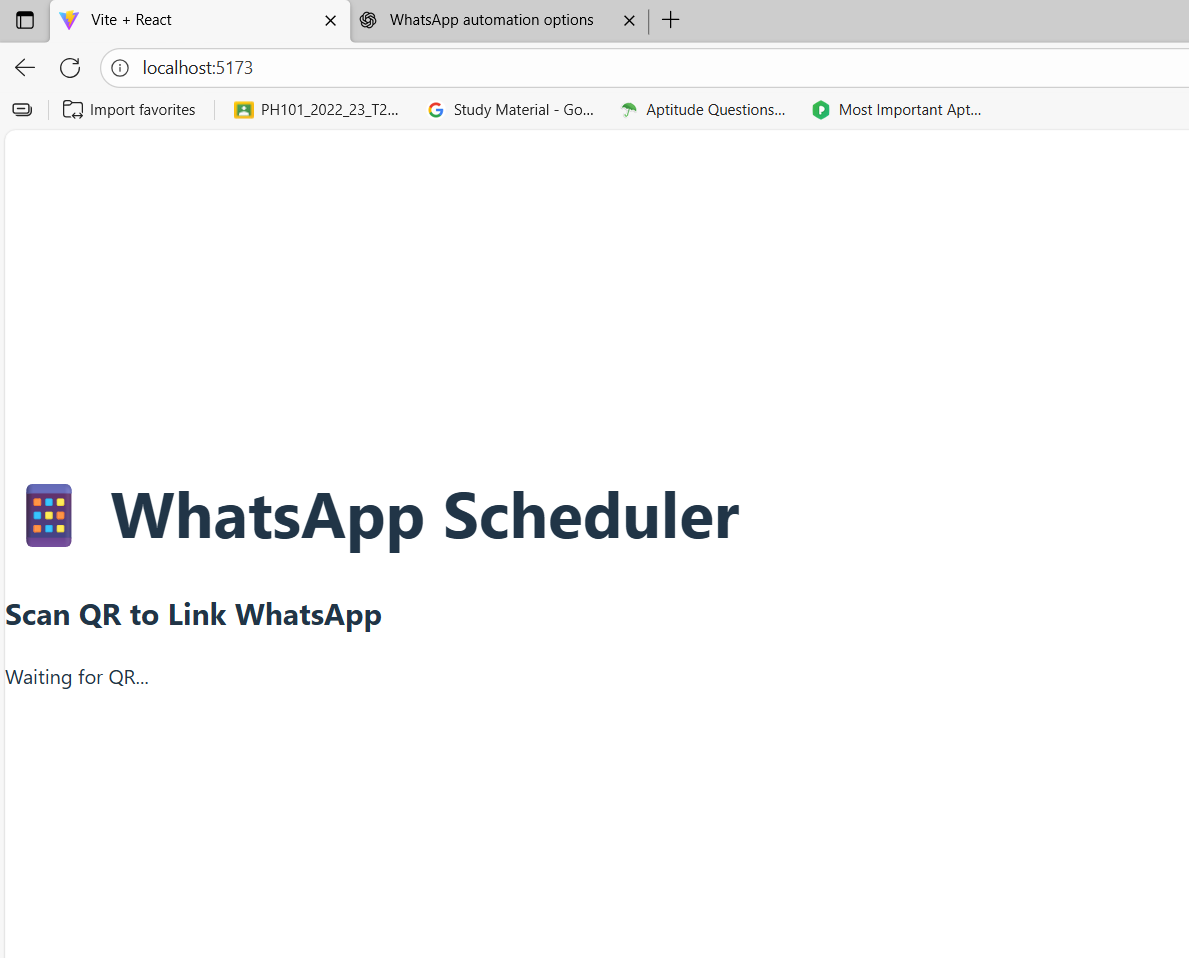 Vite + React
WhatsApp automation options
localhost:5173
Import favorites
PH101_2022_23_T2...
Study Material - Go...
Aptitude Questions...
Most Important Apt...
WhatsApp Scheduler
Scan QR to Link WhatsApp
Waiting for QR...